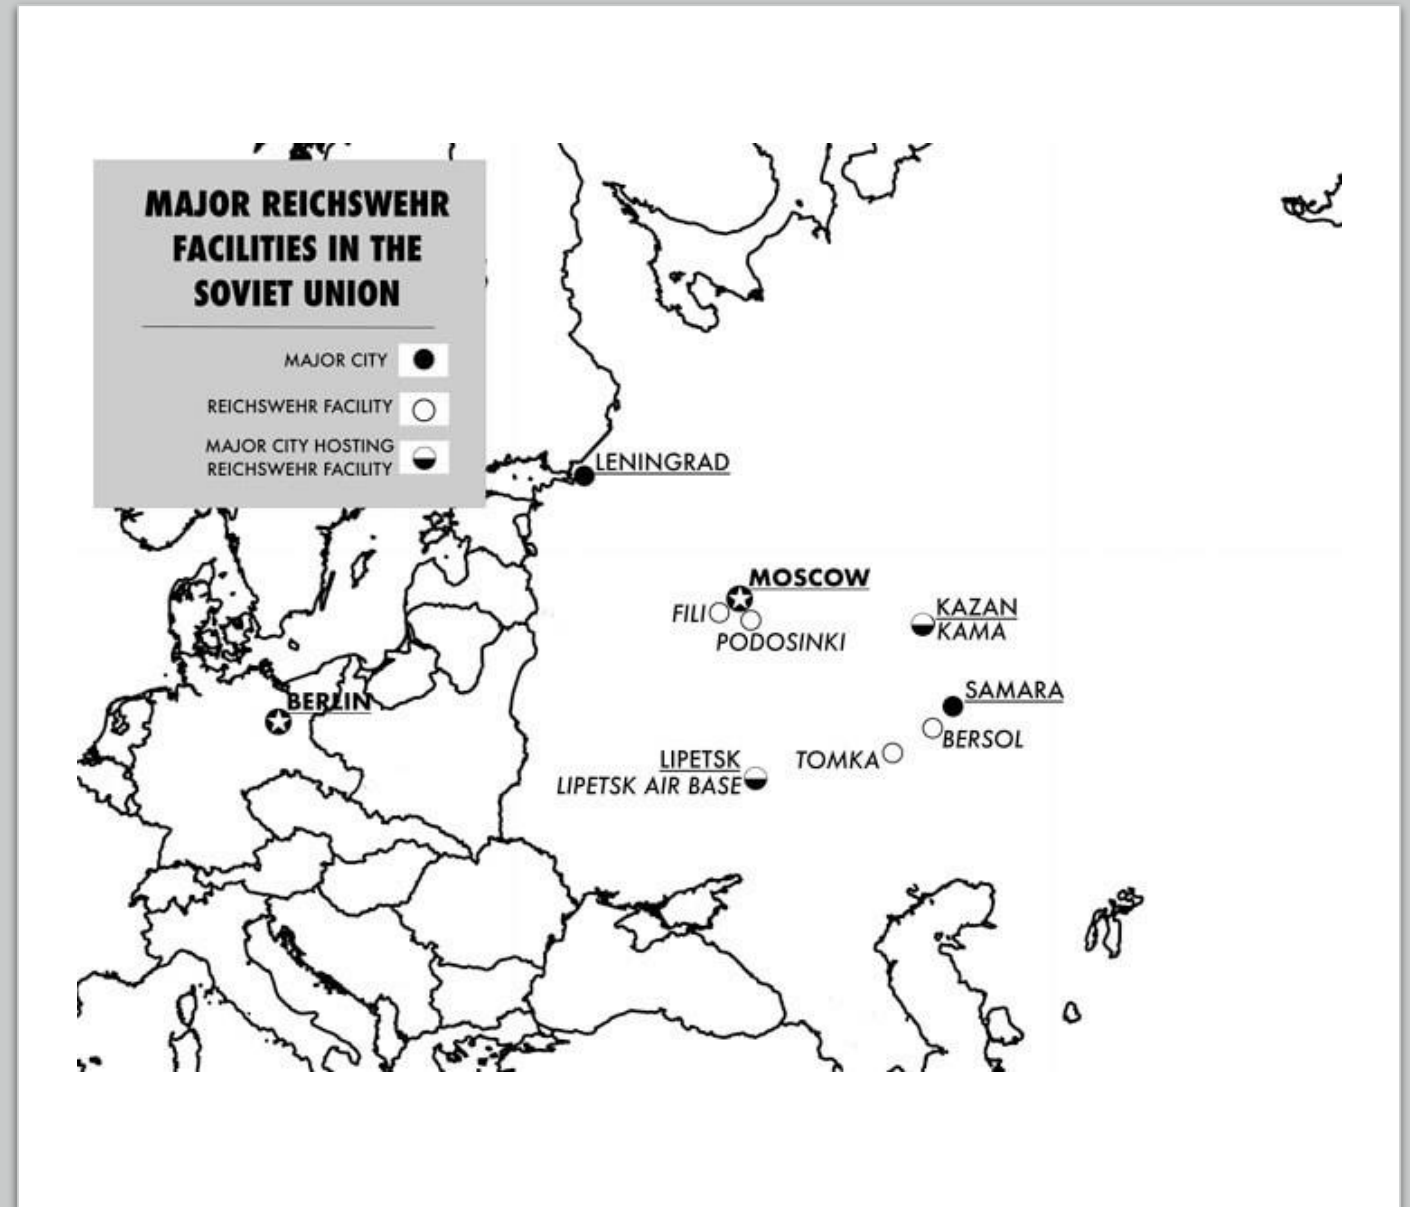 MAJOR REICHSWEHR
FACILITIES IN THE
SOVIET UNION
MAJOR CITY
REICHSWEHR FACILITY
MAJOR CITY HOSTING
REICHSWEHR FACILITY
LENINGRAD
MOSCOW
FILI
PODOSINKI
KAZAN
KAMA
BERLIN
SAMARA
BERSOL
TOMKA
LIPETSK
LIPETSK AIR BASE